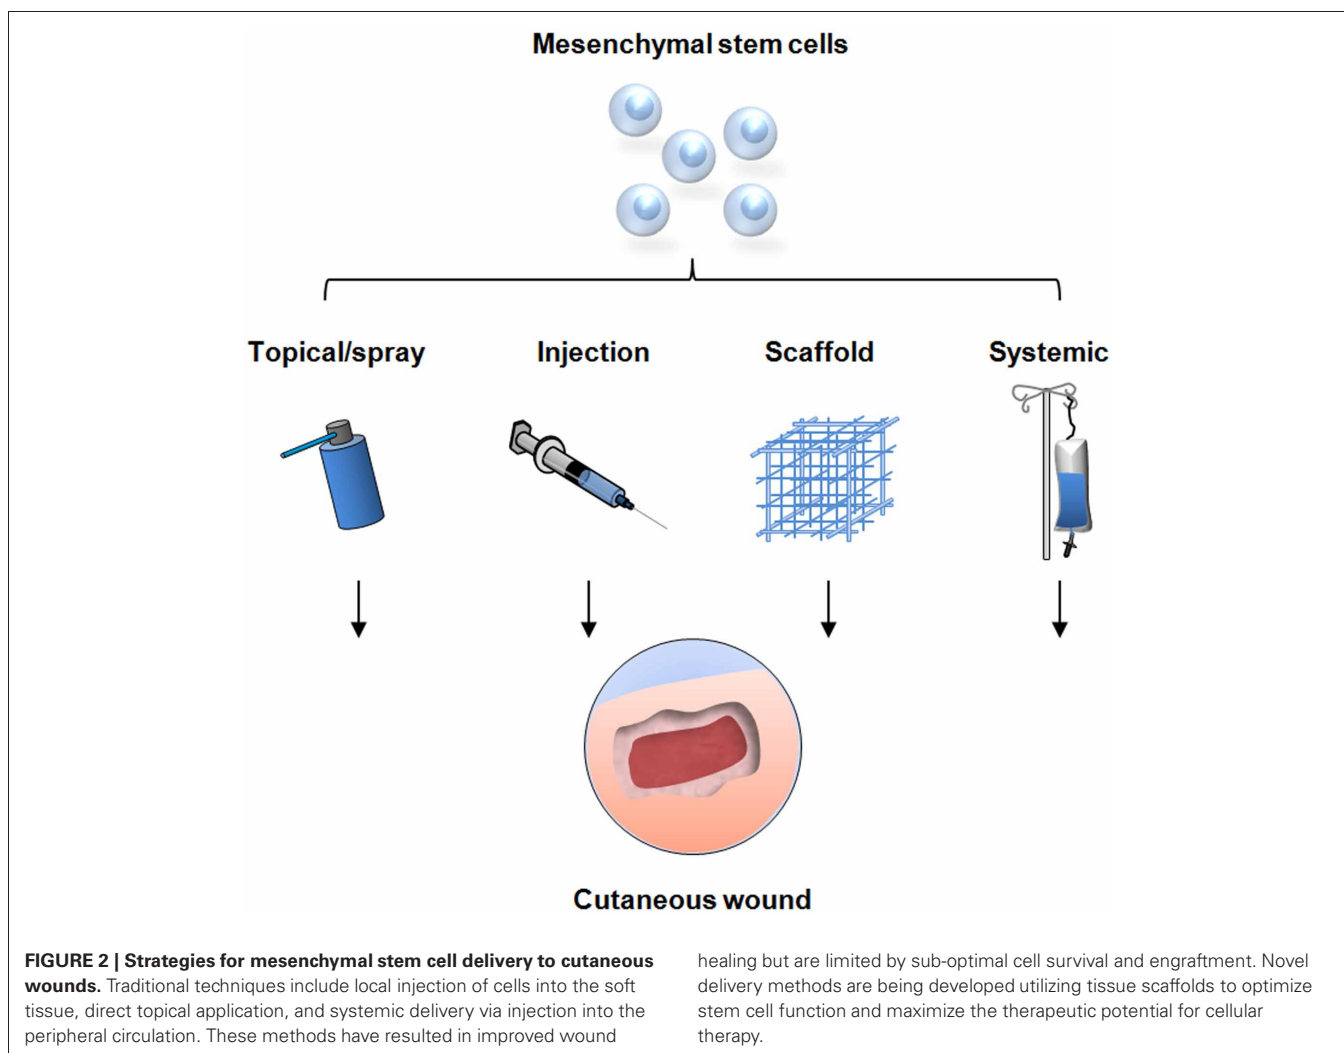 Mesenchymal stem cells
Topical/spray
Injection
Scaffold
Systemic
Cutaneous wound
FIGURE 2 | Strategies for mesenchymal stem cell delivery to cutaneous
wounds. Traditional techniques include local injection of cells into the soft
tissue, direct topical application, and systemic delivery via injection into the
peripheral circulation. These methods have resulted in improved wound
healing but are limited by sub-optimal cell survival and engraftment. Novel
delivery methods are being developed utilizing tissue scaffolds to optimize
stem cell function and maximize the therapeutic potential for cellular
therapy.